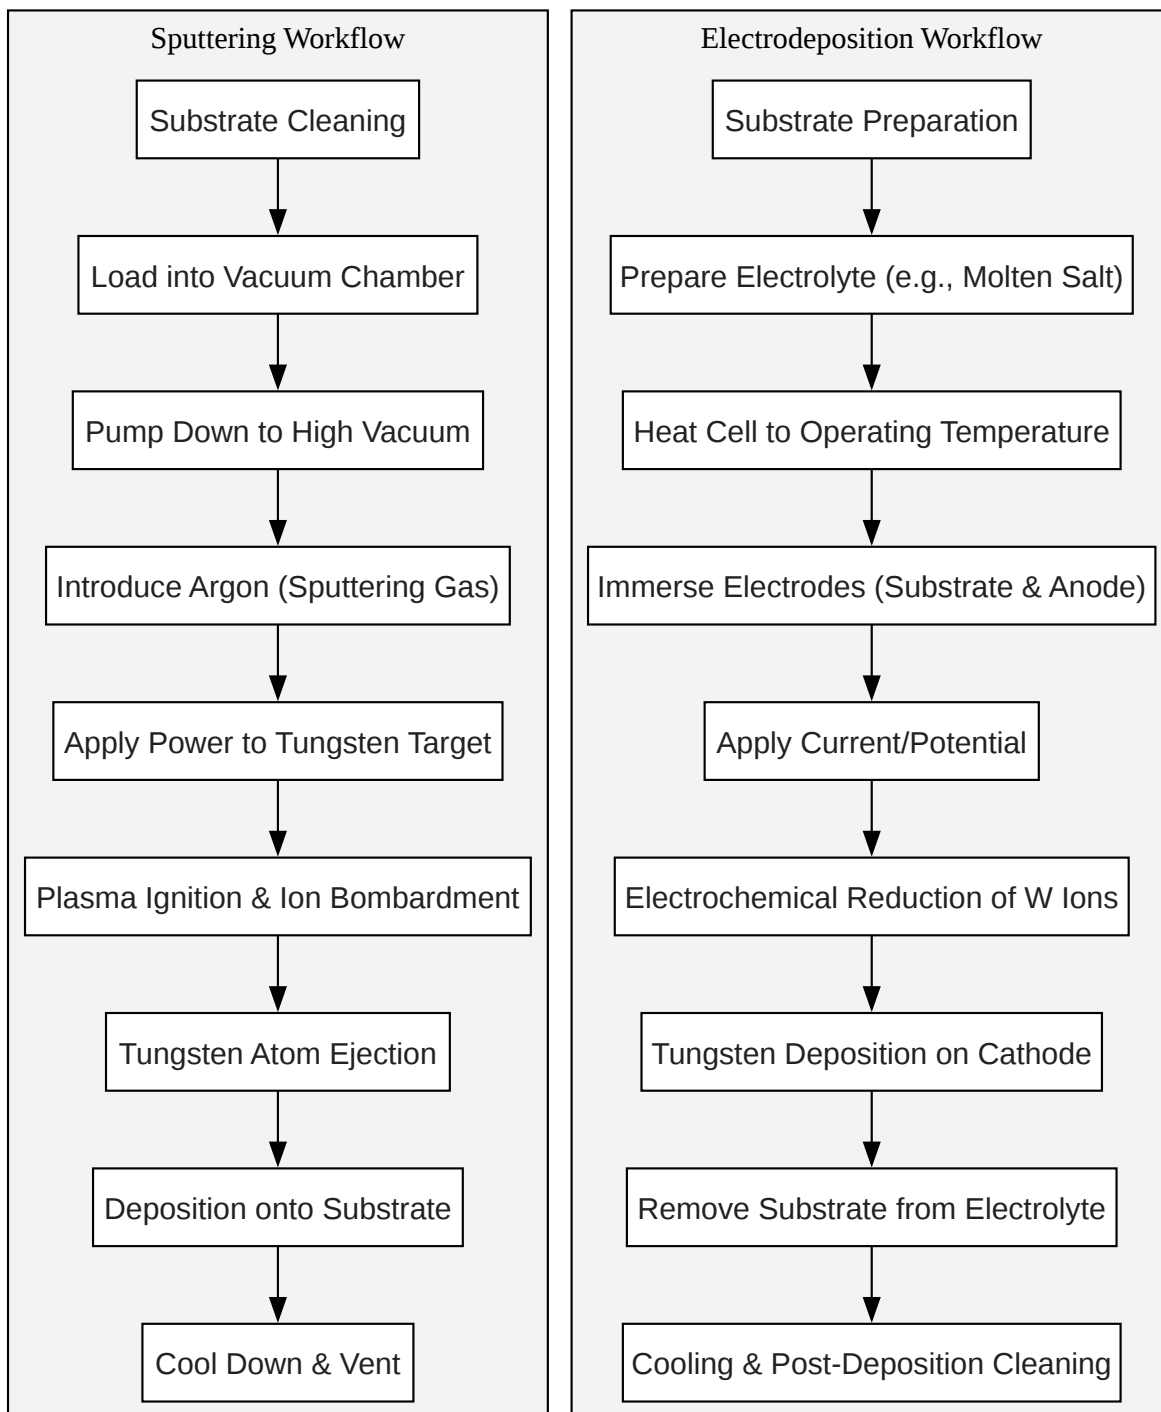 Sputtering Workflow
Substrate Cleaning
Load into Vacuum Chamber
Pump Down to High Vacuum
Introduce Argon (Sputtering Gas)
Apply Power to Tungsten Target
Plasma Ignition & Ion Bombardment
Tungsten Atom Ejection
Deposition onto Substrate
Cool Down & Vent
Electrodeposition Workflow
Substrate Preparation
Prepare Electrolyte (e.g., Molten Salt)
Heat Cell to Operating Temperature
Immerse Electrodes (Substrate & Anode)
Apply Current/Potential
Electrochemical Reduction of W Ions
Tungsten Deposition on Cathode
Remove Substrate from Electrolyte
Cooling & Post-Deposition Cleaning